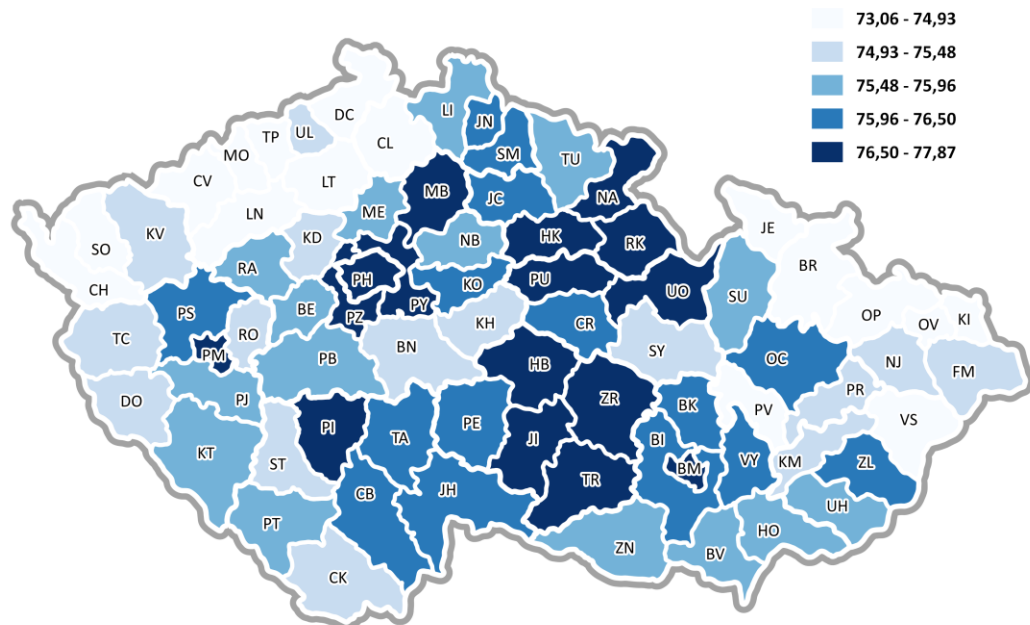 73,06 - 74,93
74,93 - 75,48
75,48 - 75,96
75,96 - 76,50
76,50 - 77,87
DC
LI
JN
UL
TP
CL
MO
SM
TU
CV
LT
MB
JC
NA
ME
LN
SO
KV
KD
NB
HK
RK
JE
BR
RA
PH
CH
KO
PU
UO
SU
PY
PS
BE
PZ
OP
OV
KI
TC
RO
KH
CR
PM
BN
SY
OC
PB
NJ
HB
FM
DO
PJ
PR
ZR
BK
PV
VS
PI
TA
PE
JI
BI
KT
ST
VY
KM
ZL
BM
TR
CB
JH
UH
PT
HO
ZN
BV
CK